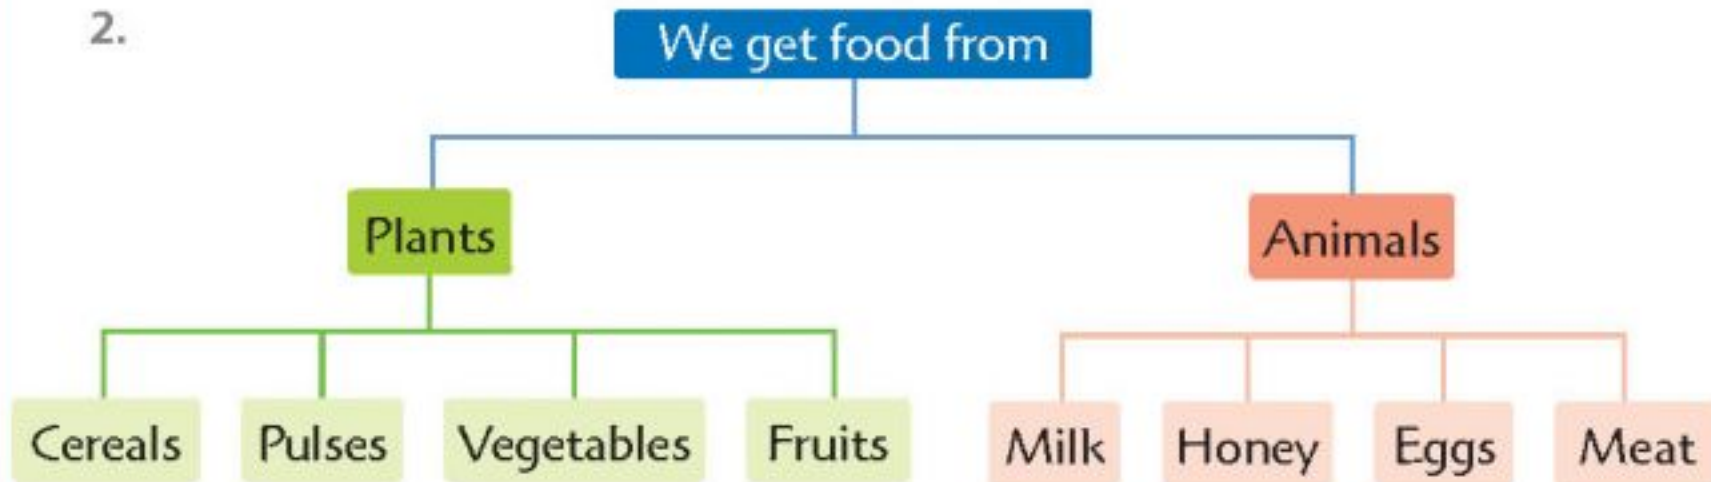 2.
We get food from
Plants Animals
Cereals Pulses Vegetables Fruits Milk Honey Eggs Meat